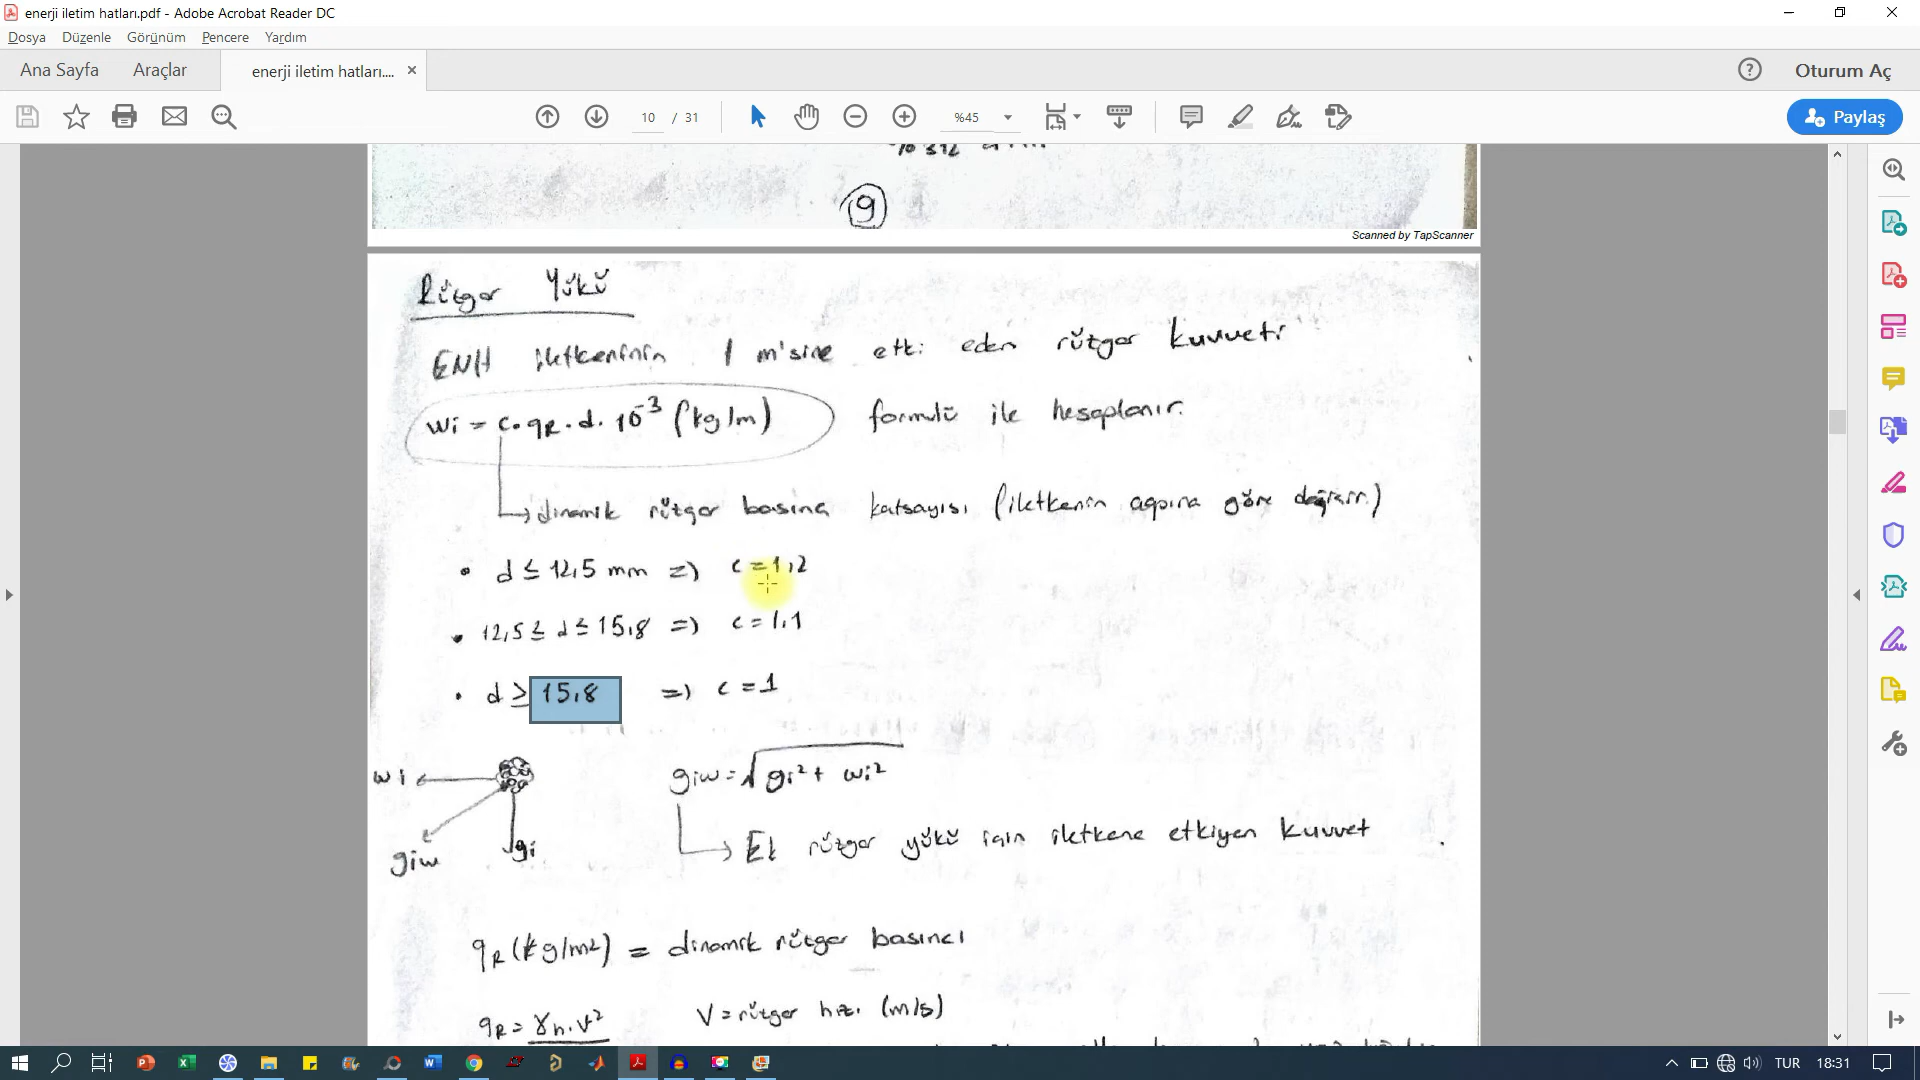 enerji iletim hatları.pdf - Adobe Acrobat Reader DC
Dosya Düzenle Görünüm Pencere Yardım
Ana Sayfa Araçlar enerji iletim hatları.... × Oturum Aç
10 / 31 %45 Paylaş
9
Scanned by TapScanner
Rüzgar Yükü
ENH iletkeninin 1 m'sine etki eden rüzgar kuvveti
wi = c.qR.d.10⁻³ (kg/m) formülü ile hesaplanır.
dinamik rüzgar basınç katsayısı (iletkenin çapına göre değişir)
• d ≤ 12,5 mm => c = 1,2
• 12,5 ≤ d ≤ 15,8 => c = 1,1
• d ≥ 15,8 => c = 1
wi
giw = √gi² + wi²
gi
giw
Ek rüzgar yükü için iletkene etkiyen kuvvet
qR (kg/m²) = dinamik rüzgar basıncı
qR = γh.v² V = rüzgar hızı (m/s)
TUR 18:31